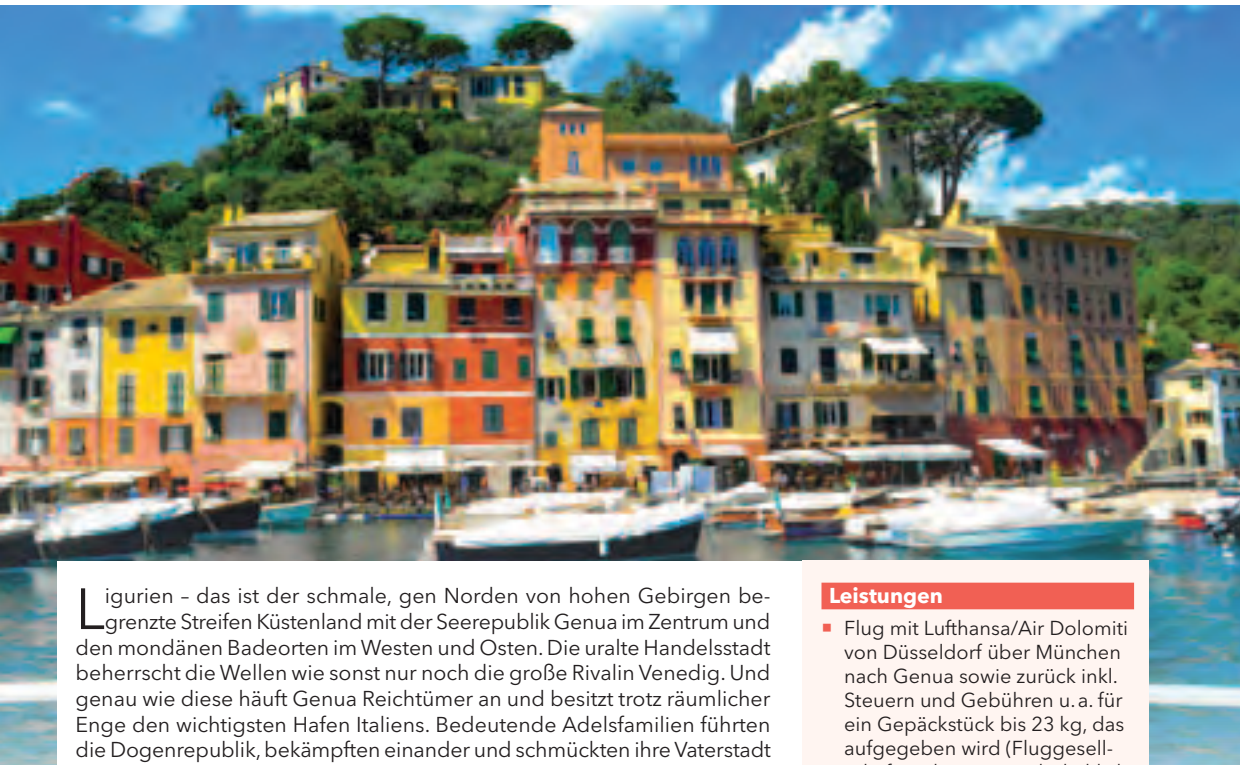 Ligurien – das ist der schmale, gen Norden von hohen Gebirgen be-
grenzte Streifen Küstenland mit der Seerepublik Genua im Zentrum und
den mondänen Badeorten im Westen und Osten. Die uralte Handelsstadt
beherrscht die Wellen wie sonst nur noch die große Rivalin Venedig. Und
genau wie diese häuft Genua Reichtümer an und besitzt trotz räumlicher
Enge den wichtigsten Hafen Italiens. Bedeutende Adelsfamilien führten
die Dogenrepublik, bekämpften einander und schmückten ihre Vaterstadt
Leistungen
▪ Flug mit Lufthansa/Air Dolomiti
von Düsseldorf über München
nach Genua sowie zurück inkl.
Steuern und Gebühren u. a. für
ein Gepäckstück bis 23 kg, das
aufgegeben wird (Fluggesell-